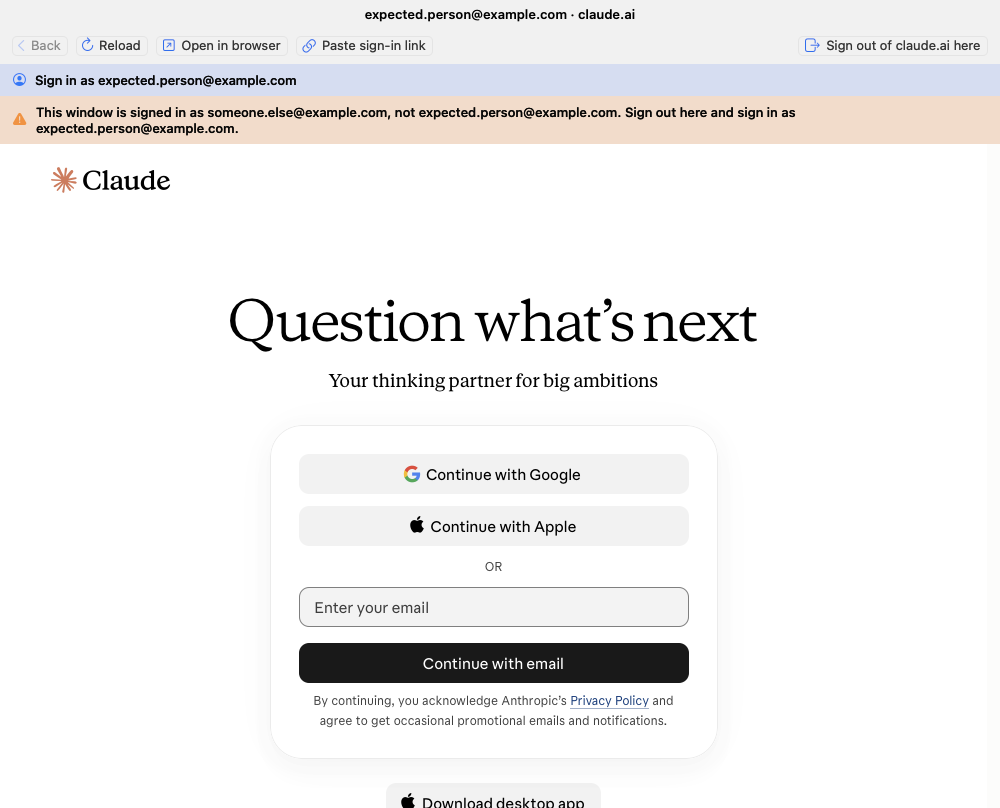 expected.person@example.com · claude.ai
Back Reload Open in browser Paste sign-in link Sign out of claude.ai here
Sign in as expected.person@example.com
This window is signed in as someone.else@example.com, not expected.person@example.com. Sign out here and sign in as
expected.person@example.com.
Claude
Question what’s next
Your thinking partner for big ambitions
Continue with Google
Continue with Apple
OR
Enter your email
Continue with email
By continuing, you acknowledge Anthropic’s Privacy Policy and
agree to get occasional promotional emails and notifications.
Download desktop app